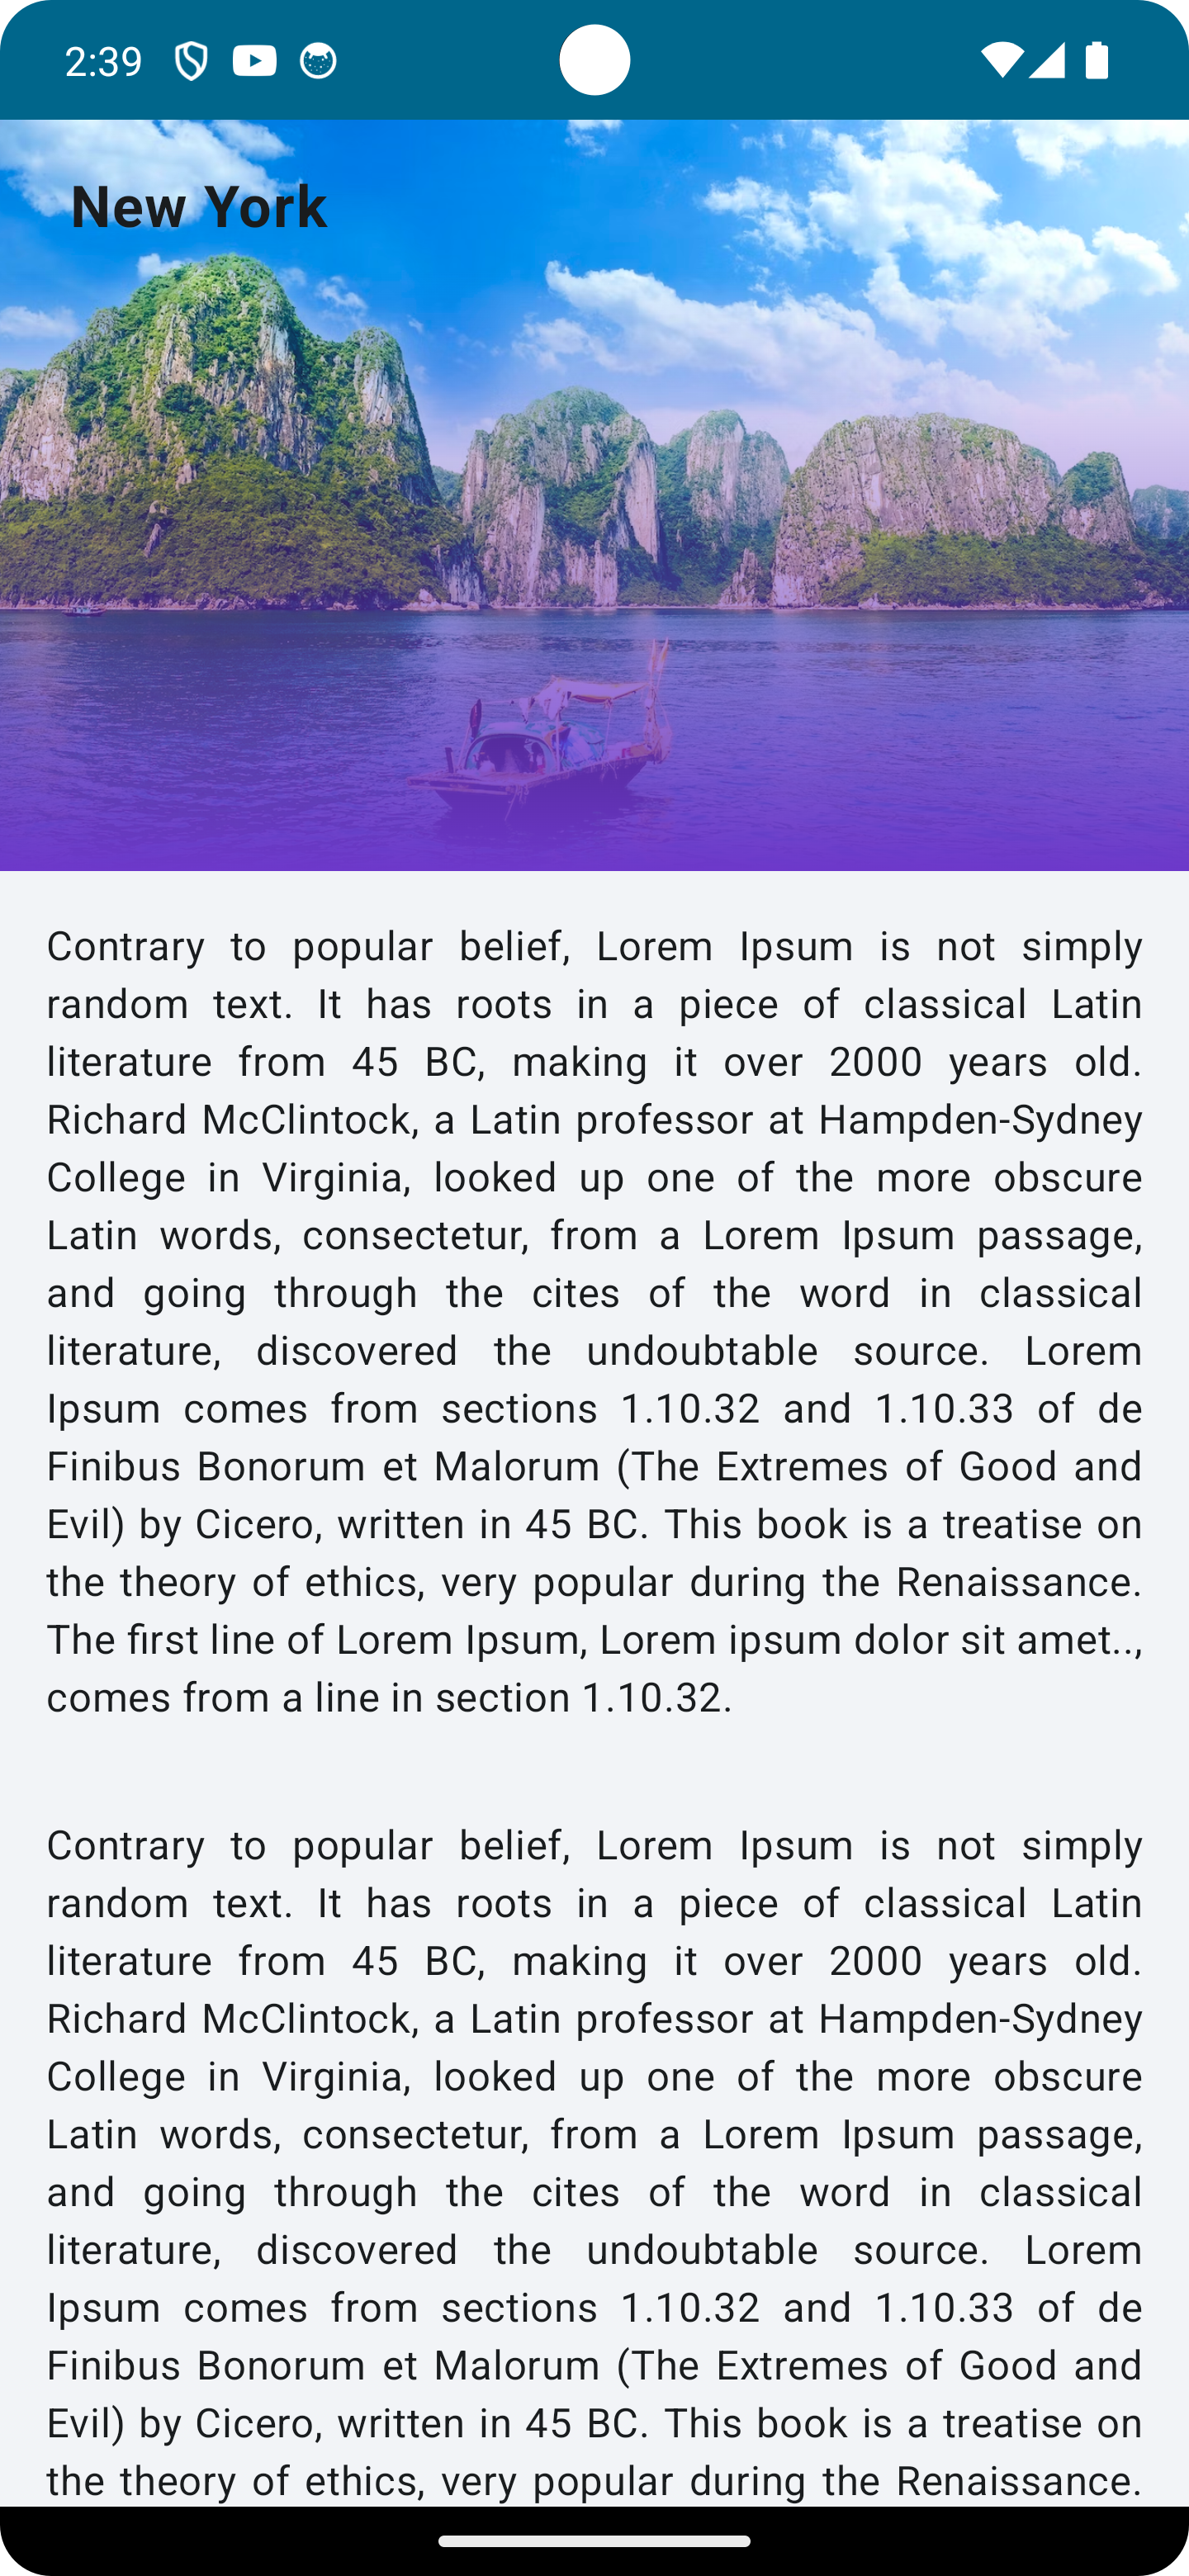 2:39
New York
Contrary to popular belief, Lorem Ipsum is not simply
random text. It has roots in a piece of classical Latin
literature from 45 BC, making it over 2000 years old.
Richard McClintock, a Latin professor at Hampden-Sydney
College in Virginia, looked up one of the more obscure
Latin words, consectetur, from a Lorem Ipsum passage,
and going through the cites of the word in classical
literature, discovered the undoubtable source. Lorem
Ipsum comes from sections 1.10.32 and 1.10.33 of de
Finibus Bonorum et Malorum (The Extremes of Good and
Evil) by Cicero, written in 45 BC. This book is a treatise on
the theory of ethics, very popular during the Renaissance.
The first line of Lorem Ipsum, Lorem ipsum dolor sit amet..,
comes from a line in section 1.10.32.
Contrary to popular belief, Lorem Ipsum is not simply
random text. It has roots in a piece of classical Latin
literature from 45 BC, making it over 2000 years old.
Richard McClintock, a Latin professor at Hampden-Sydney
College in Virginia, looked up one of the more obscure
Latin words, consectetur, from a Lorem Ipsum passage,
and going through the cites of the word in classical
literature, discovered the undoubtable source. Lorem
Ipsum comes from sections 1.10.32 and 1.10.33 of de
Finibus Bonorum et Malorum (The Extremes of Good and
Evil) by Cicero, written in 45 BC. This book is a treatise on
the theory of ethics, very popular during the Renaissance.